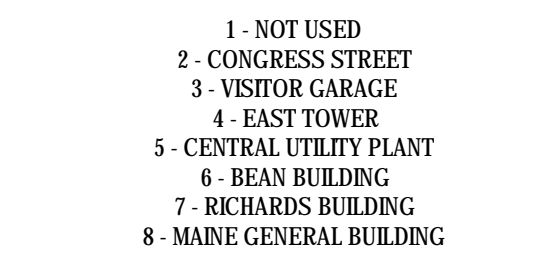 1 - NOT USED
2 - CONGRESS STREET
3 - VISITOR GARAGE
4 - EAST TOWER
5 - CENTRAL UTILITY PLANT
6 - BEAN BUILDING
7 - RICHARDS BUILDING
8 - MAINE GENERAL BUILDING